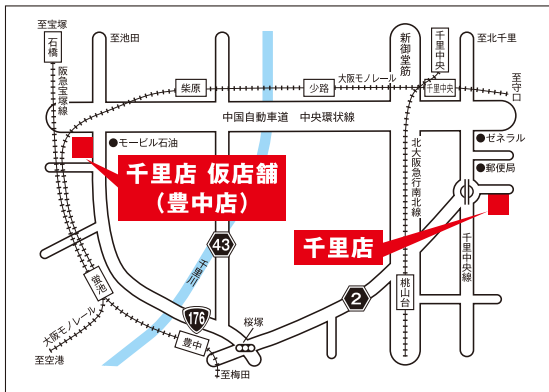 至宝塚
石橋
阪急宝塚線
至池田
柴原
少路
大阪モノレール
新御堂筋
千里中央
千里中央
至北千里
至守口
中国自動車道 中央環状線
●モービル石油
●ゼネラル
●郵便局
千里店 仮店舗
（豊中店）
北大阪急行南北線
千里店
43
千里川
2
桃山台
千里中央線
蛍池
176
桜塚
大阪モノレール
豊中
至空港
至梅田